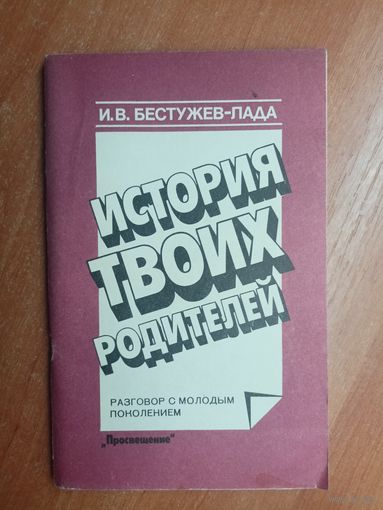 И.В. БЕСТУЖЕВ-ЛАДА
ИСТОРИЯ
ТВОИХ
РОДИТЕЛЕЙ
РАЗГОВОР С МОЛОДЫМ
ПОКОЛЕНИЕМ
„Просвещение“